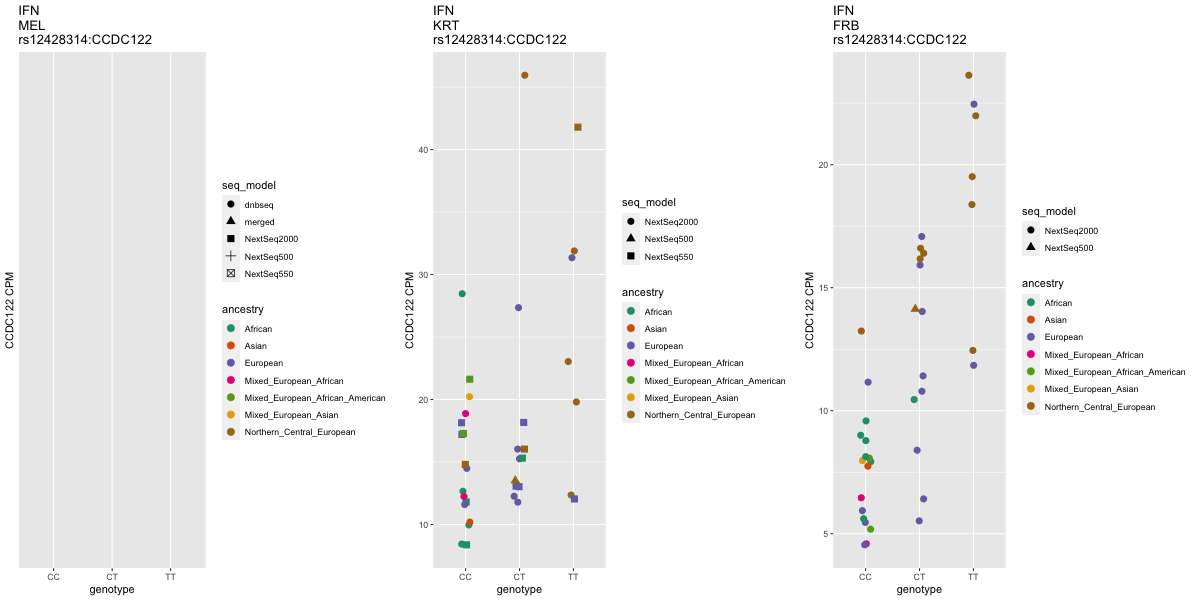 IFN
MEL
rs12428314:CCDC122
CCDC122 CPM
CC
CT
TT
genotype
seq_model
dnbseq
merged
NextSeq2000
NextSeq500
NextSeq550
ancestry
African
Asian
European
Mixed_European_African
Mixed_European_African_American
Mixed_European_Asian
Northern_Central_European
IFN
KRT
rs12428314:CCDC122
CCDC122 CPM
40
30
20
10
CC
CT
TT
genotype
seq_model
NextSeq2000
NextSeq500
NextSeq550
ancestry
African
Asian
European
Mixed_European_African
Mixed_European_African_American
Mixed_European_Asian
Northern_Central_European
IFN
FRB
rs12428314:CCDC122
CCDC122 CPM
20
15
10
5
CC
CT
TT
genotype
seq_model
NextSeq2000
NextSeq500
ancestry
African
Asian
European
Mixed_European_African
Mixed_European_African_American
Mixed_European_Asian
Northern_Central_European